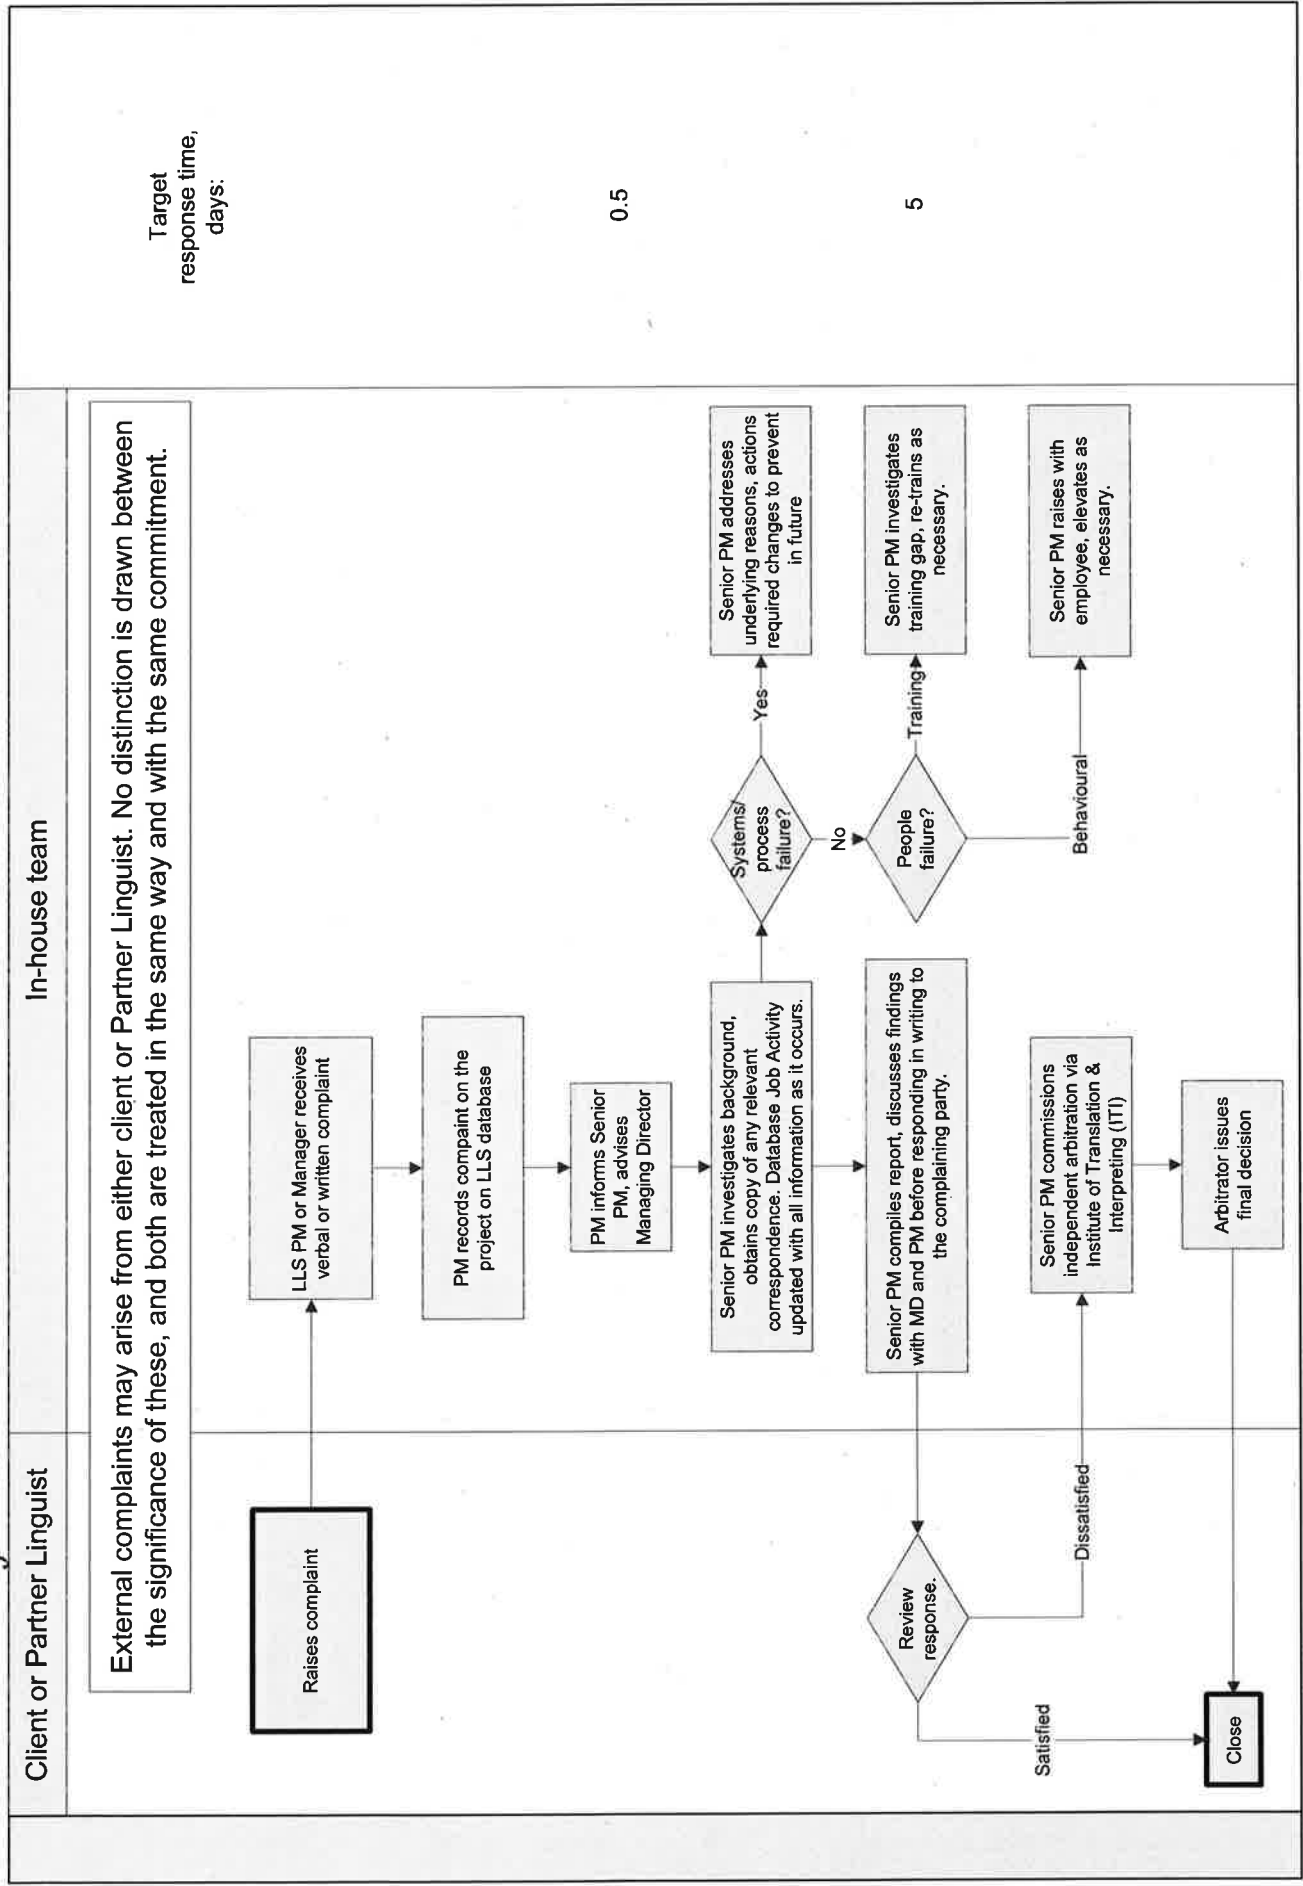 Client or Partner Linguist
In-house team
Target
response time,
days:
External complaints may arise from either client or Partner Linguist. No distinction is drawn between
the significance of these, and both are treated in the same way and with the same commitment.
Raises complaint
LLS PM or Manager receives
verbal or written complaint
PM records compaint on the
project on LLS database
PM informs Senior
PM, advises
Managing Director
0.5
Senior PM investigates background,
obtains copy of any relevant
correspondence. Database Job Activity
updated with all information as it occurs.
Systems/
process
failure?
Yes
Senior PM addresses
underlying reasons, actions
required changes to prevent
in future
No
Senior PM compiles report, discusses findings
with MD and PM before responding in writing to
the complaining party.
People
failure?
Training
Senior PM investigates
training gap, re-trains as
necessary.
5
Review
response.
Behavioural
Senior PM raises with
employee, elevates as
necessary.
Satisfied
Dissatisfied
Senior PM commissions
independent arbitration via
Institute of Translation &
Interpreting (ITI)
Arbitrator issues
final decision
Close